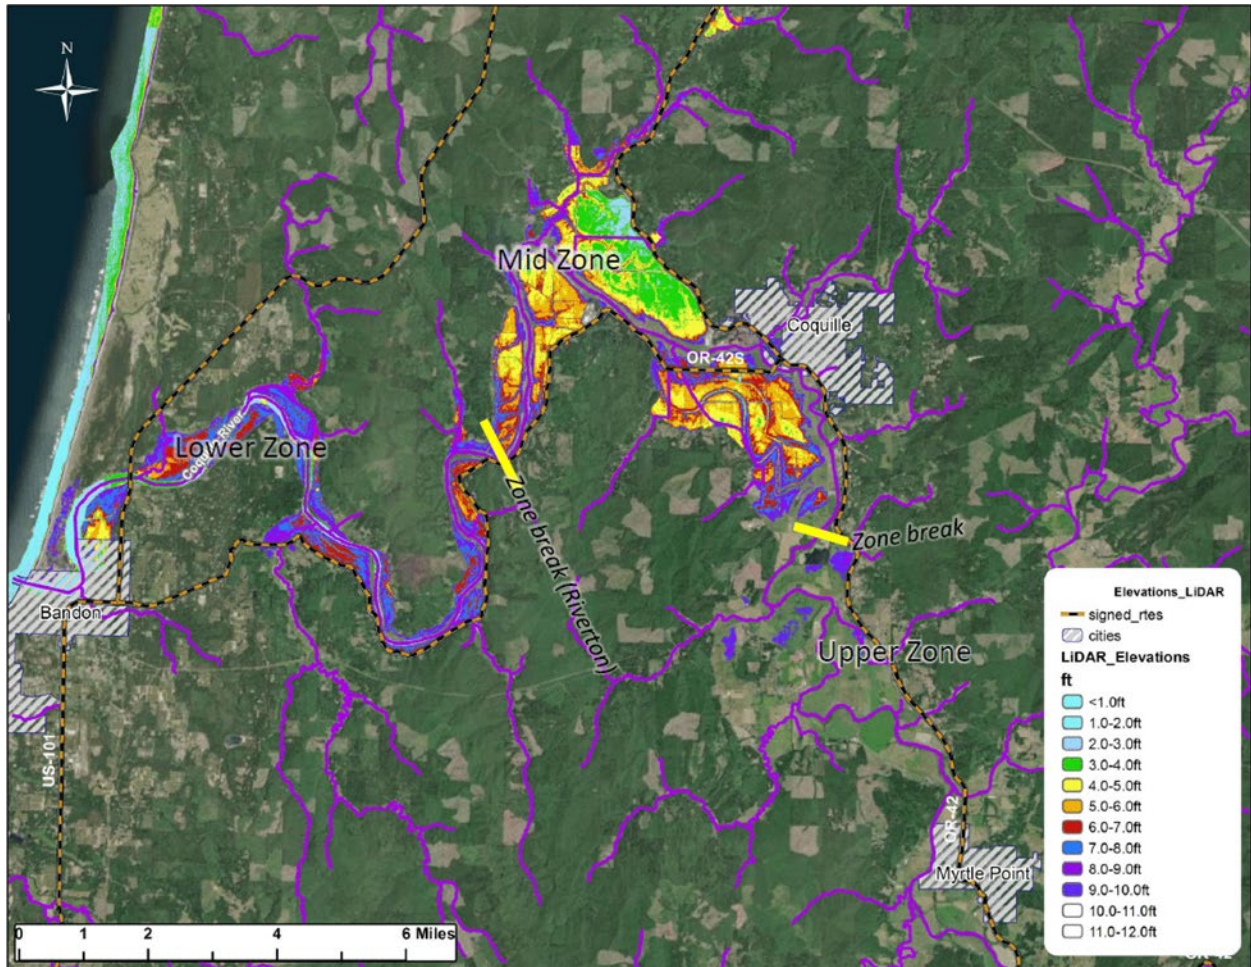 N
Mid Zone
Coquille
OR-42S
Lower Zone
Coquille River
Zone break (Riverton)
Zone break
Bandon
Upper Zone
US-101
OR-42
Myrtle Point
0 1 2 4 6 Miles
Elevations_LiDAR
signed_rtes
cities
LiDAR_Elevations
ft
<1.0ft
1.0-2.0ft
2.0-3.0ft
3.0-4.0ft
4.0-5.0ft
5.0-6.0ft
6.0-7.0ft
7.0-8.0ft
8.0-9.0ft
9.0-10.0ft
10.0-11.0ft
11.0-12.0ft
OR-42